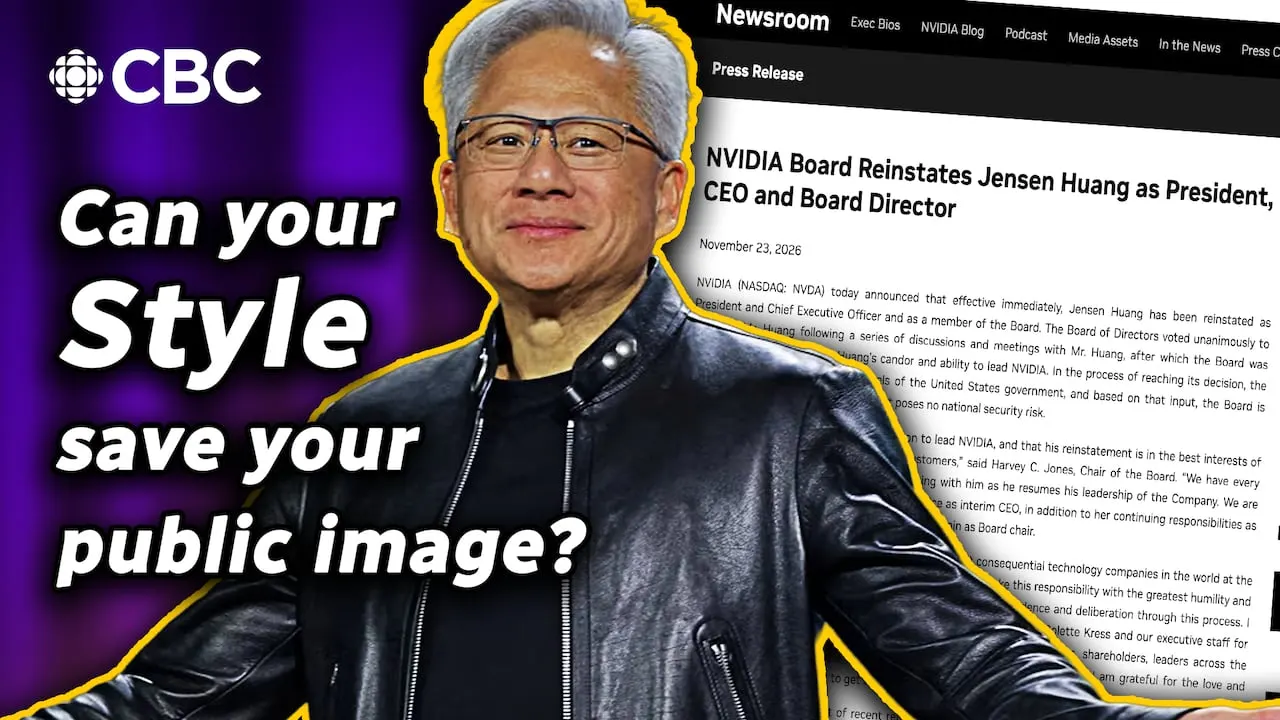 CBC
Can your
Style
save your
public image?
Newsroom Exec Bios NVIDIA Blog Podcast Media Assets In the News Press
Press Release
NVIDIA Board Reinstates Jensen Huang as President,
CEO and Board Director
November 23, 2026
NVIDIA (NASDAQ: NVDA) today announced that effective immediately, Jensen Huang has been reinstated as
President and Chief Executive Officer and as a member of the Board. The Board of Directors voted unanimously to
Huang following a series of discussions and meetings with Mr. Huang, after which the Board was
Huang's candor and ability to lead NVIDIA. In the process of reaching its decision, the
of the United States government, and based on that input, the Board is
poses no national security risk.
to lead NVIDIA, and that his reinstatement is in the best interests of
said Harvey C. Jones, Chair of the Board. "We have every
with him as he resumes his leadership of the Company. We are
as interim CEO, in addition to her continuing responsibilities as
as Board chair.
consequential technology companies in the world at the
this responsibility with the greatest humility and
and deliberation through this process. I
Kress and our executive staff for
shareholders, leaders across the
am grateful for the love and
to get
of recent